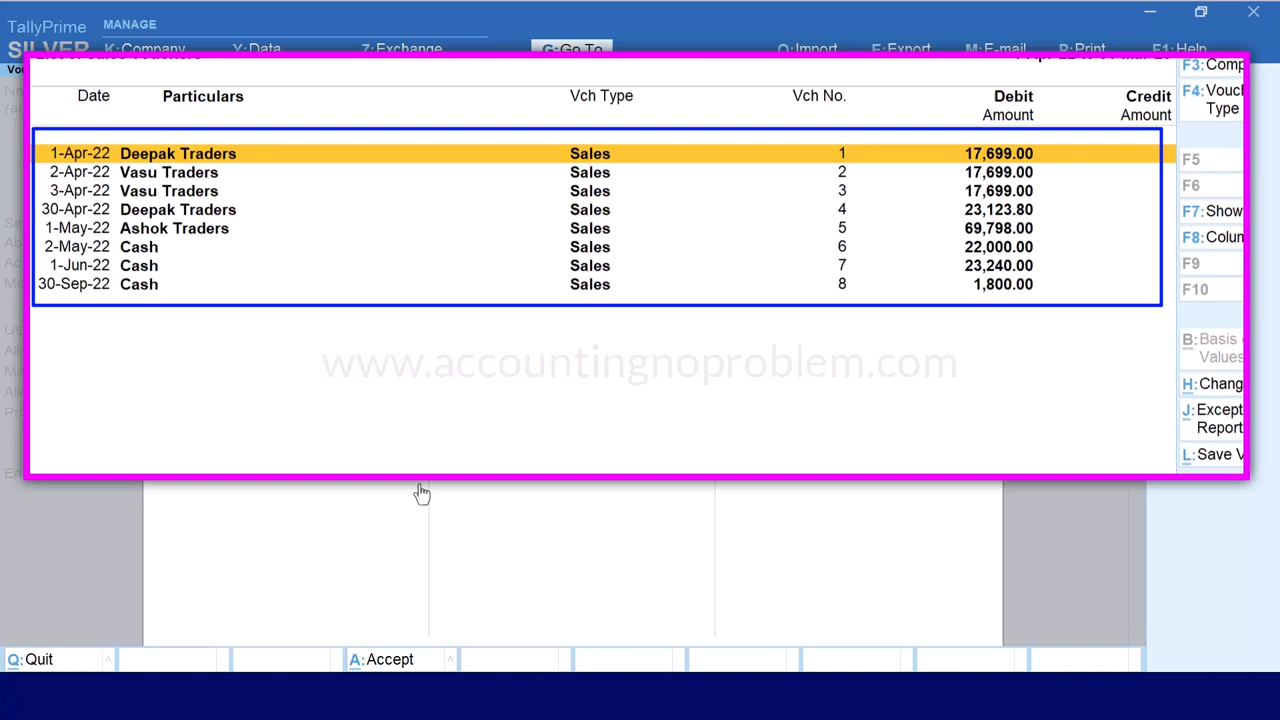 TallyPrime MANAGE
SILVER K:Company Y:Data Z:Exchange G:Go To O:Import E:Export M:E-mail P:Print F1:Help
Date Particulars Vch Type Vch No. Debit Credit
Amount Amount
1-Apr-22 Deepak Traders Sales 1 17,699.00
2-Apr-22 Vasu Traders Sales 2 17,699.00
3-Apr-22 Vasu Traders Sales 3 17,699.00
30-Apr-22 Deepak Traders Sales 4 23,123.80
1-May-22 Ashok Traders Sales 5 69,798.00
2-May-22 Cash Sales 6 22,000.00
1-Jun-22 Cash Sales 7 23,240.00
30-Sep-22 Cash Sales 8 1,800.00
www.accountingnoproblem.com
F3:Comp
F4:Vouch
Type
F5
F6
F7:Show
F8:Colum
F9
F10
B:Basis
Values
H:Chang
J:Except
Report
L:Save V
Q:Quit A:Accept